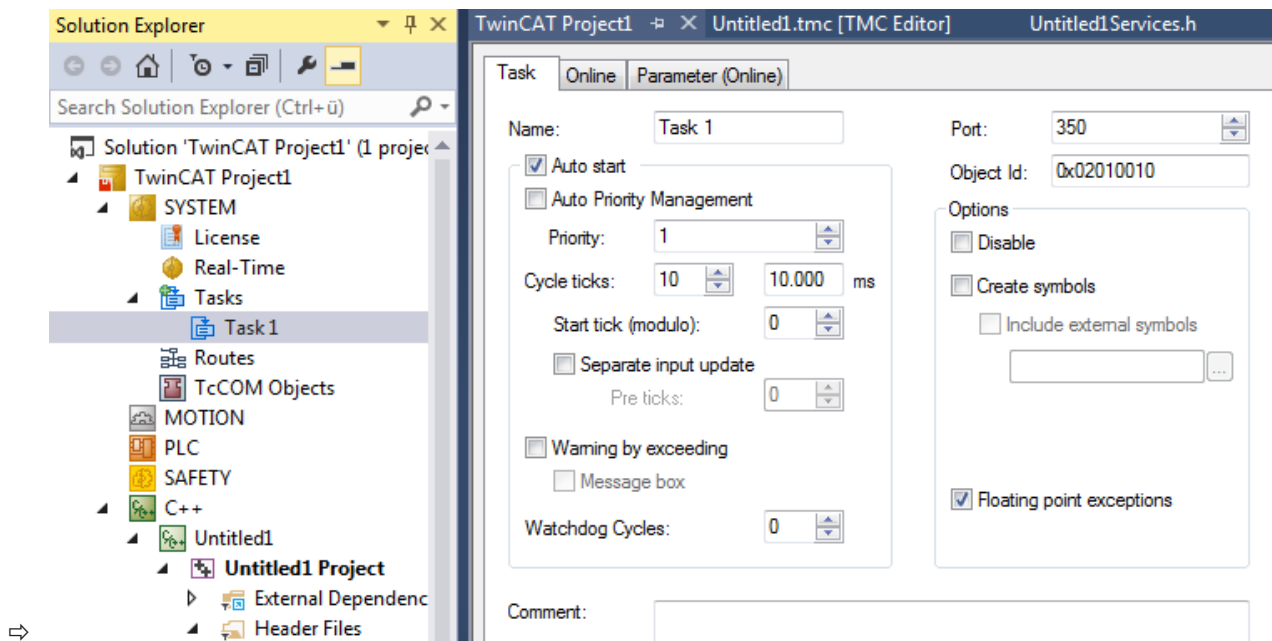 Solution Explorer
Search Solution Explorer (Ctrl+ü)
Solution 'TwinCAT Project1' (1 projec
TwinCAT Project1
SYSTEM
License
Real-Time
Tasks
Task 1
Routes
TcCOM Objects
MOTION
PLC
SAFETY
C++
Untitled1
Untitled1 Project
External Dependenc
Header Files
TwinCAT Project1 Untitled1.tmc [TMC Editor] Untitled1Services.h
Task Online Parameter (Online)
Name: Task 1
Auto start
Auto Priority Management
Priority: 1
Cycle ticks: 10 10.000 ms
Start tick (modulo): 0
Separate input update
Pre ticks: 0
Warning by exceeding
Message box
Watchdog Cycles: 0
Port: 350
Object Id: 0x02010010
Options
Disable
Create symbols
Include external symbols
...
Floating point exceptions
Comment: